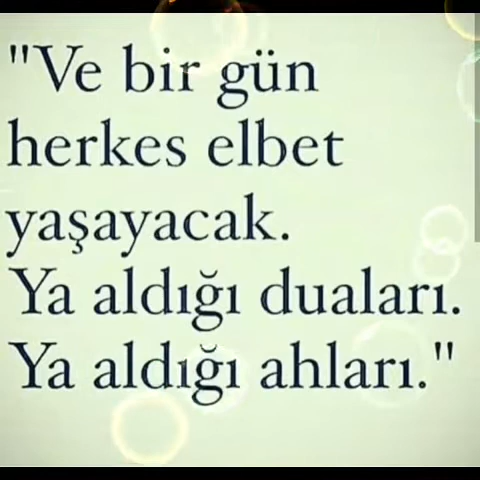 "Ve bir gün
herkes elbet
yaşayacak.
Ya aldığı duaları.
Ya aldığı ahları."